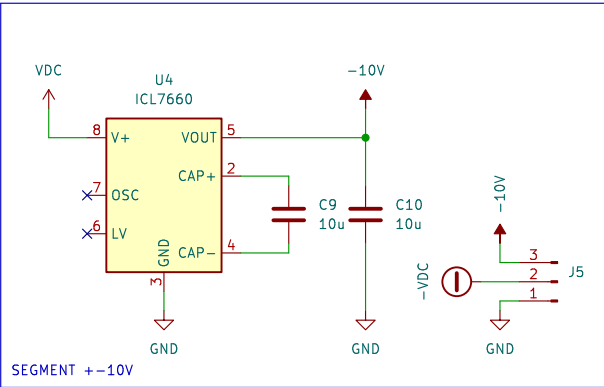 VDC
U4
ICL7660
-10V
8
V+
VOUT
5
CAP+
2
7
OSC
C9
10u
C10
10u
-10V
6
LV
GND
CAP-
4
3
-VDC
3
2
1
J5
GND
GND
GND
SEGMENT +-10V